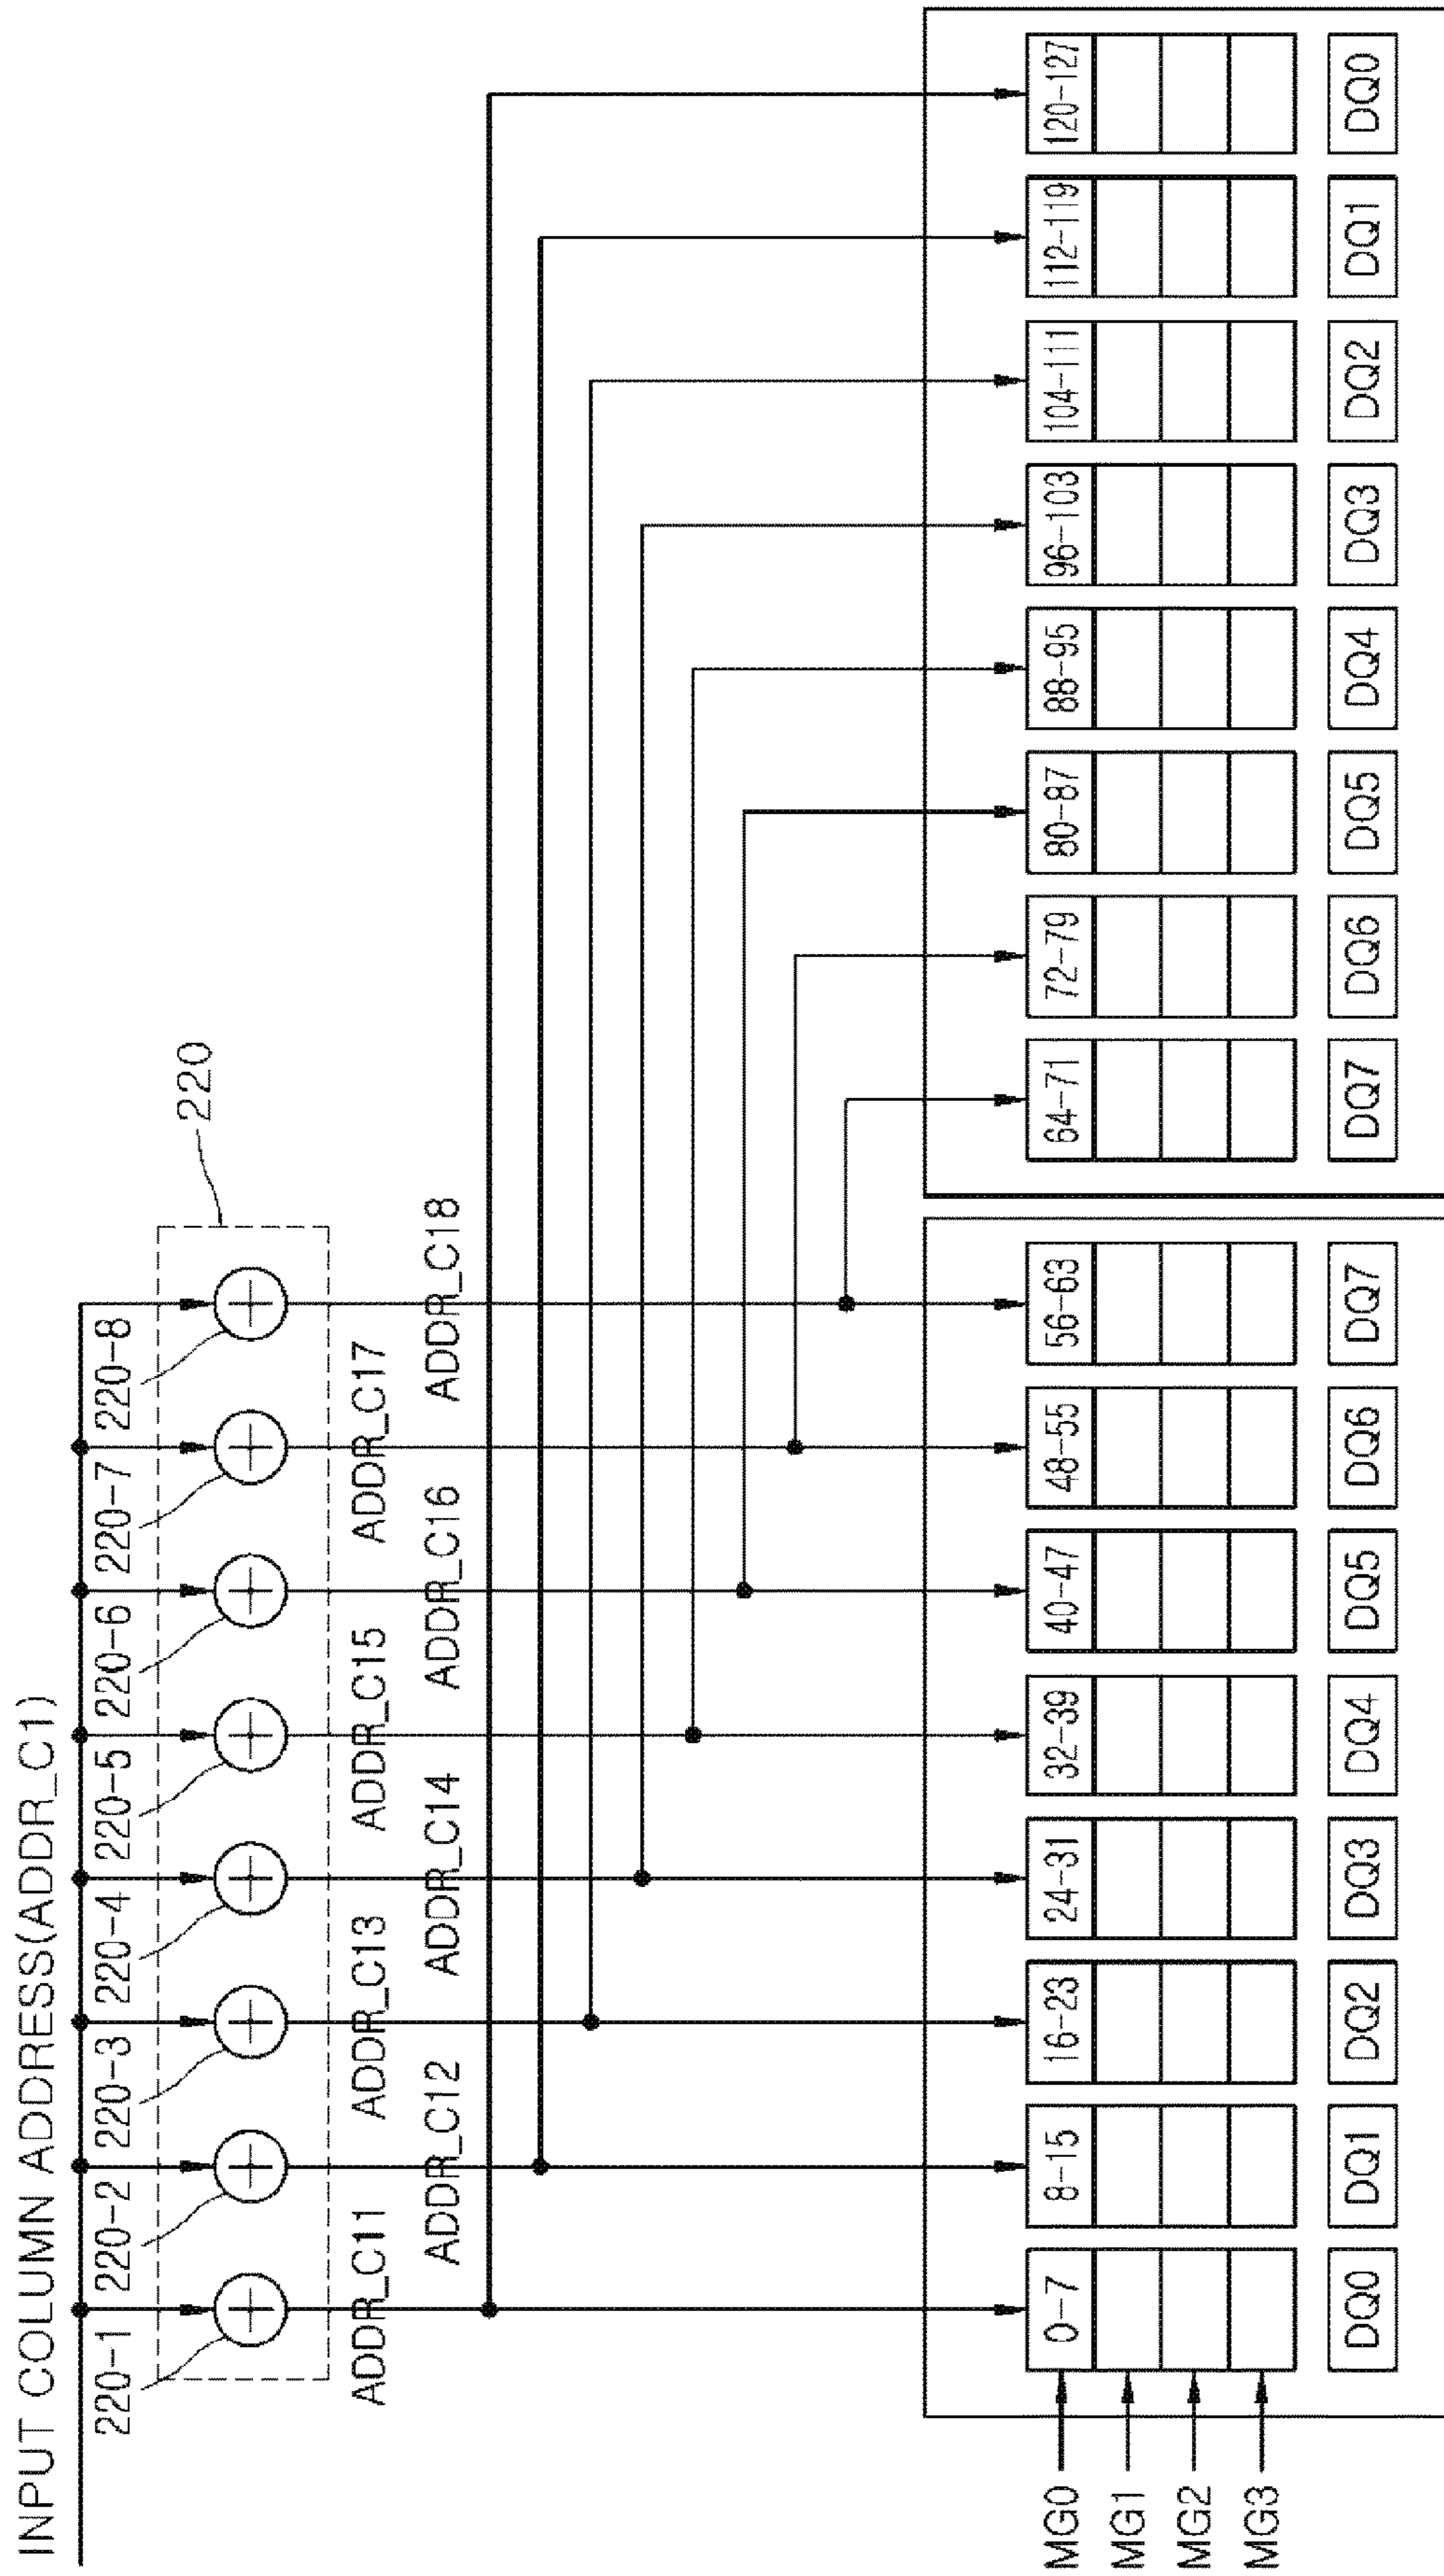 INPUT COLUMN ADDRESS(ADDR_C1)
220-1 220-2 220-3 220-4 220-5 220-6 220-7 220-8 220
ADDR_C11 ADDR_C13 ADDR_C15 ADDR_C17
ADDR_C12 ADDR_C14 ADDR_C16 ADDR_C18
MG0 0-7 8-15 16-23 24-31 32-39 40-47 48-55 56-63 64-71 72-79 80-87 88-95 96-103 104-111 112-119 120-127
MG1
MG2
MG3
DQ0 DQ1 DQ2 DQ3 DQ4 DQ5 DQ6 DQ7 DQ7 DQ6 DQ5 DQ4 DQ3 DQ2 DQ1 DQ0